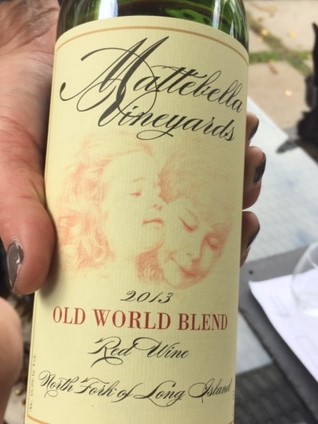 Mattebella
Vineyards
2013
OLD WORLD BLEND
Red Wine
North Fork of Long Island